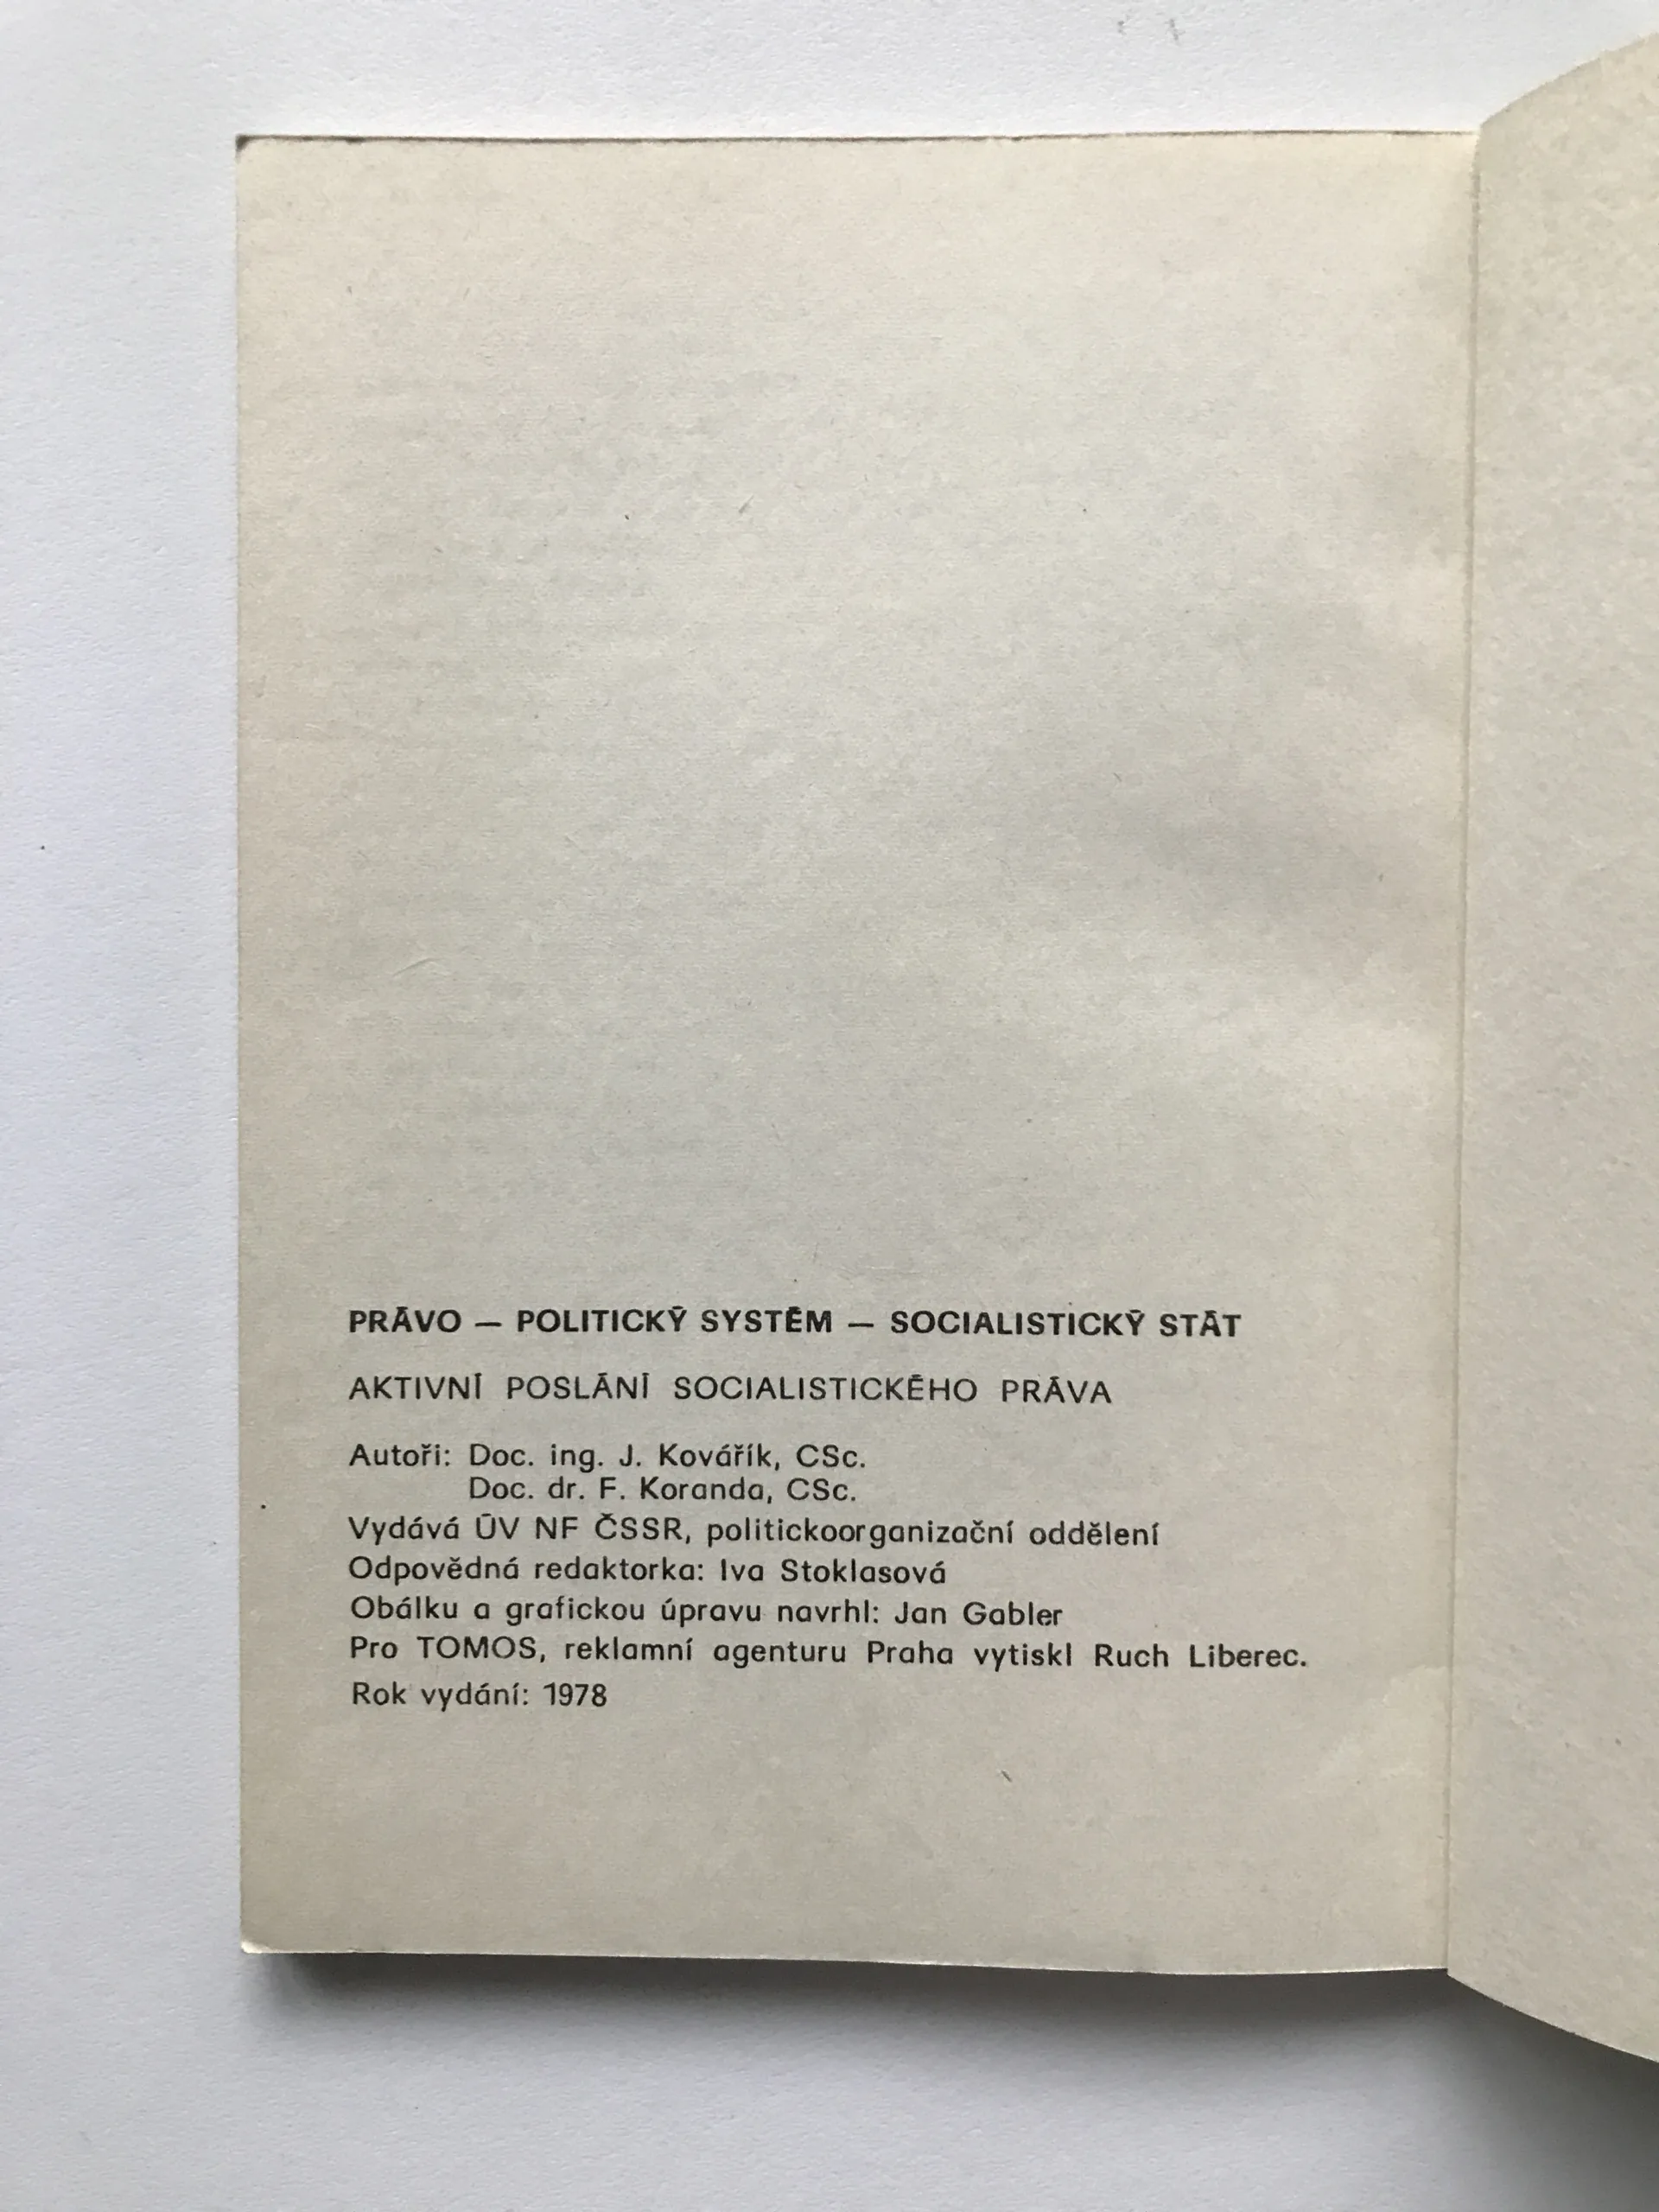 PRÁVO — POLITICKÝ SYSTÉM — SOCIALISTICKÝ STÁT
AKTIVNÍ POSLÁNÍ SOCIALISTICKÉHO PRÁVA
Autoři: Doc. ing. J. Kovářík, CSc.
Doc. dr. F. Koranda, CSc.
Vydává ÚV NF ČSSR, politickoorganizační oddělení
Odpovědná redaktorka: Iva Stoklasová
Obálku a grafickou úpravu navrhl: Jan Gabler
Pro TOMOS, reklamní agenturu Praha vytiskl Ruch Liberec.
Rok vydání: 1978